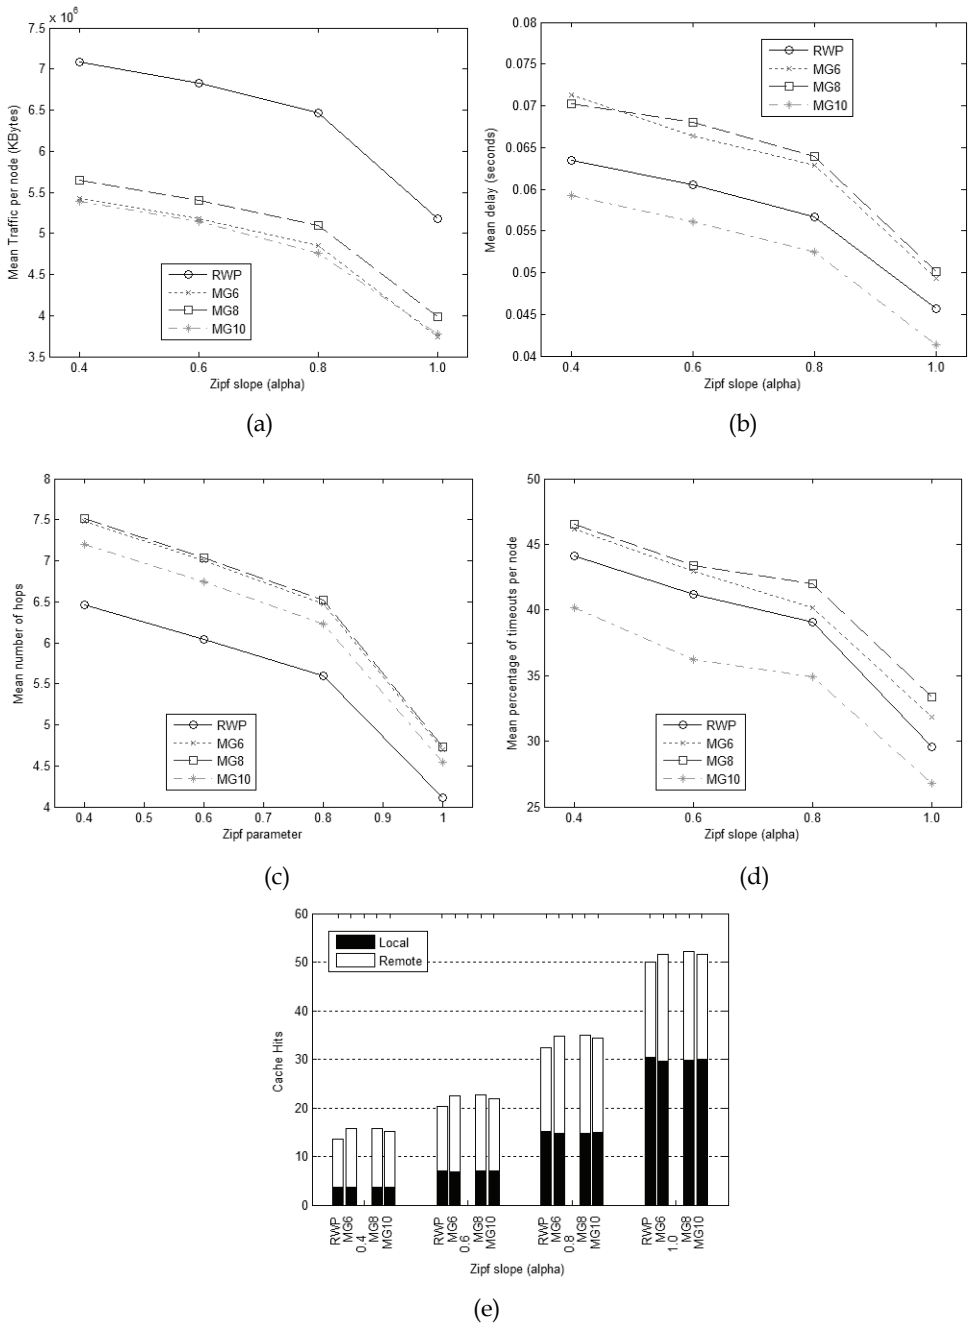 × 10^6
7.5
7
6.5
6
5.5
5
4.5
4
3.5
Mean Traffic per node (KBytes)
RWP
MG6
MG8
MG10
0.4 0.6 0.8 1.0
Zipf slope (alpha)
(a)
0.08
0.075
0.07
0.065
0.06
0.055
0.05
0.045
0.04
Mean delay (seconds)
RWP
MG6
MG8
MG10
0.4 0.6 0.8 1.0
Zipf slope (alpha)
(b)
8
7.5
7
6.5
6
5.5
5
4.5
4
Mean number of hops
RWP
MG6
MG8
MG10
0.4 0.5 0.6 0.7 0.8 0.9 1
Zipf parameter
(c)
50
45
40
35
30
25
Mean percentage of timeouts per node
RWP
MG6
MG8
MG10
0.4 0.6 0.8 1.0
Zipf slope (alpha)
(d)
60
50
40
30
20
10
0
Cache Hits
Local
Remote
RWP MG6 0.4 MG8 MG10 RWP MG6 0.6 MG8 MG10 RWP MG6 0.8 MG8 MG10 RWP MG6 1.0 MG8 MG10
Zipf slope (alpha)
(e)